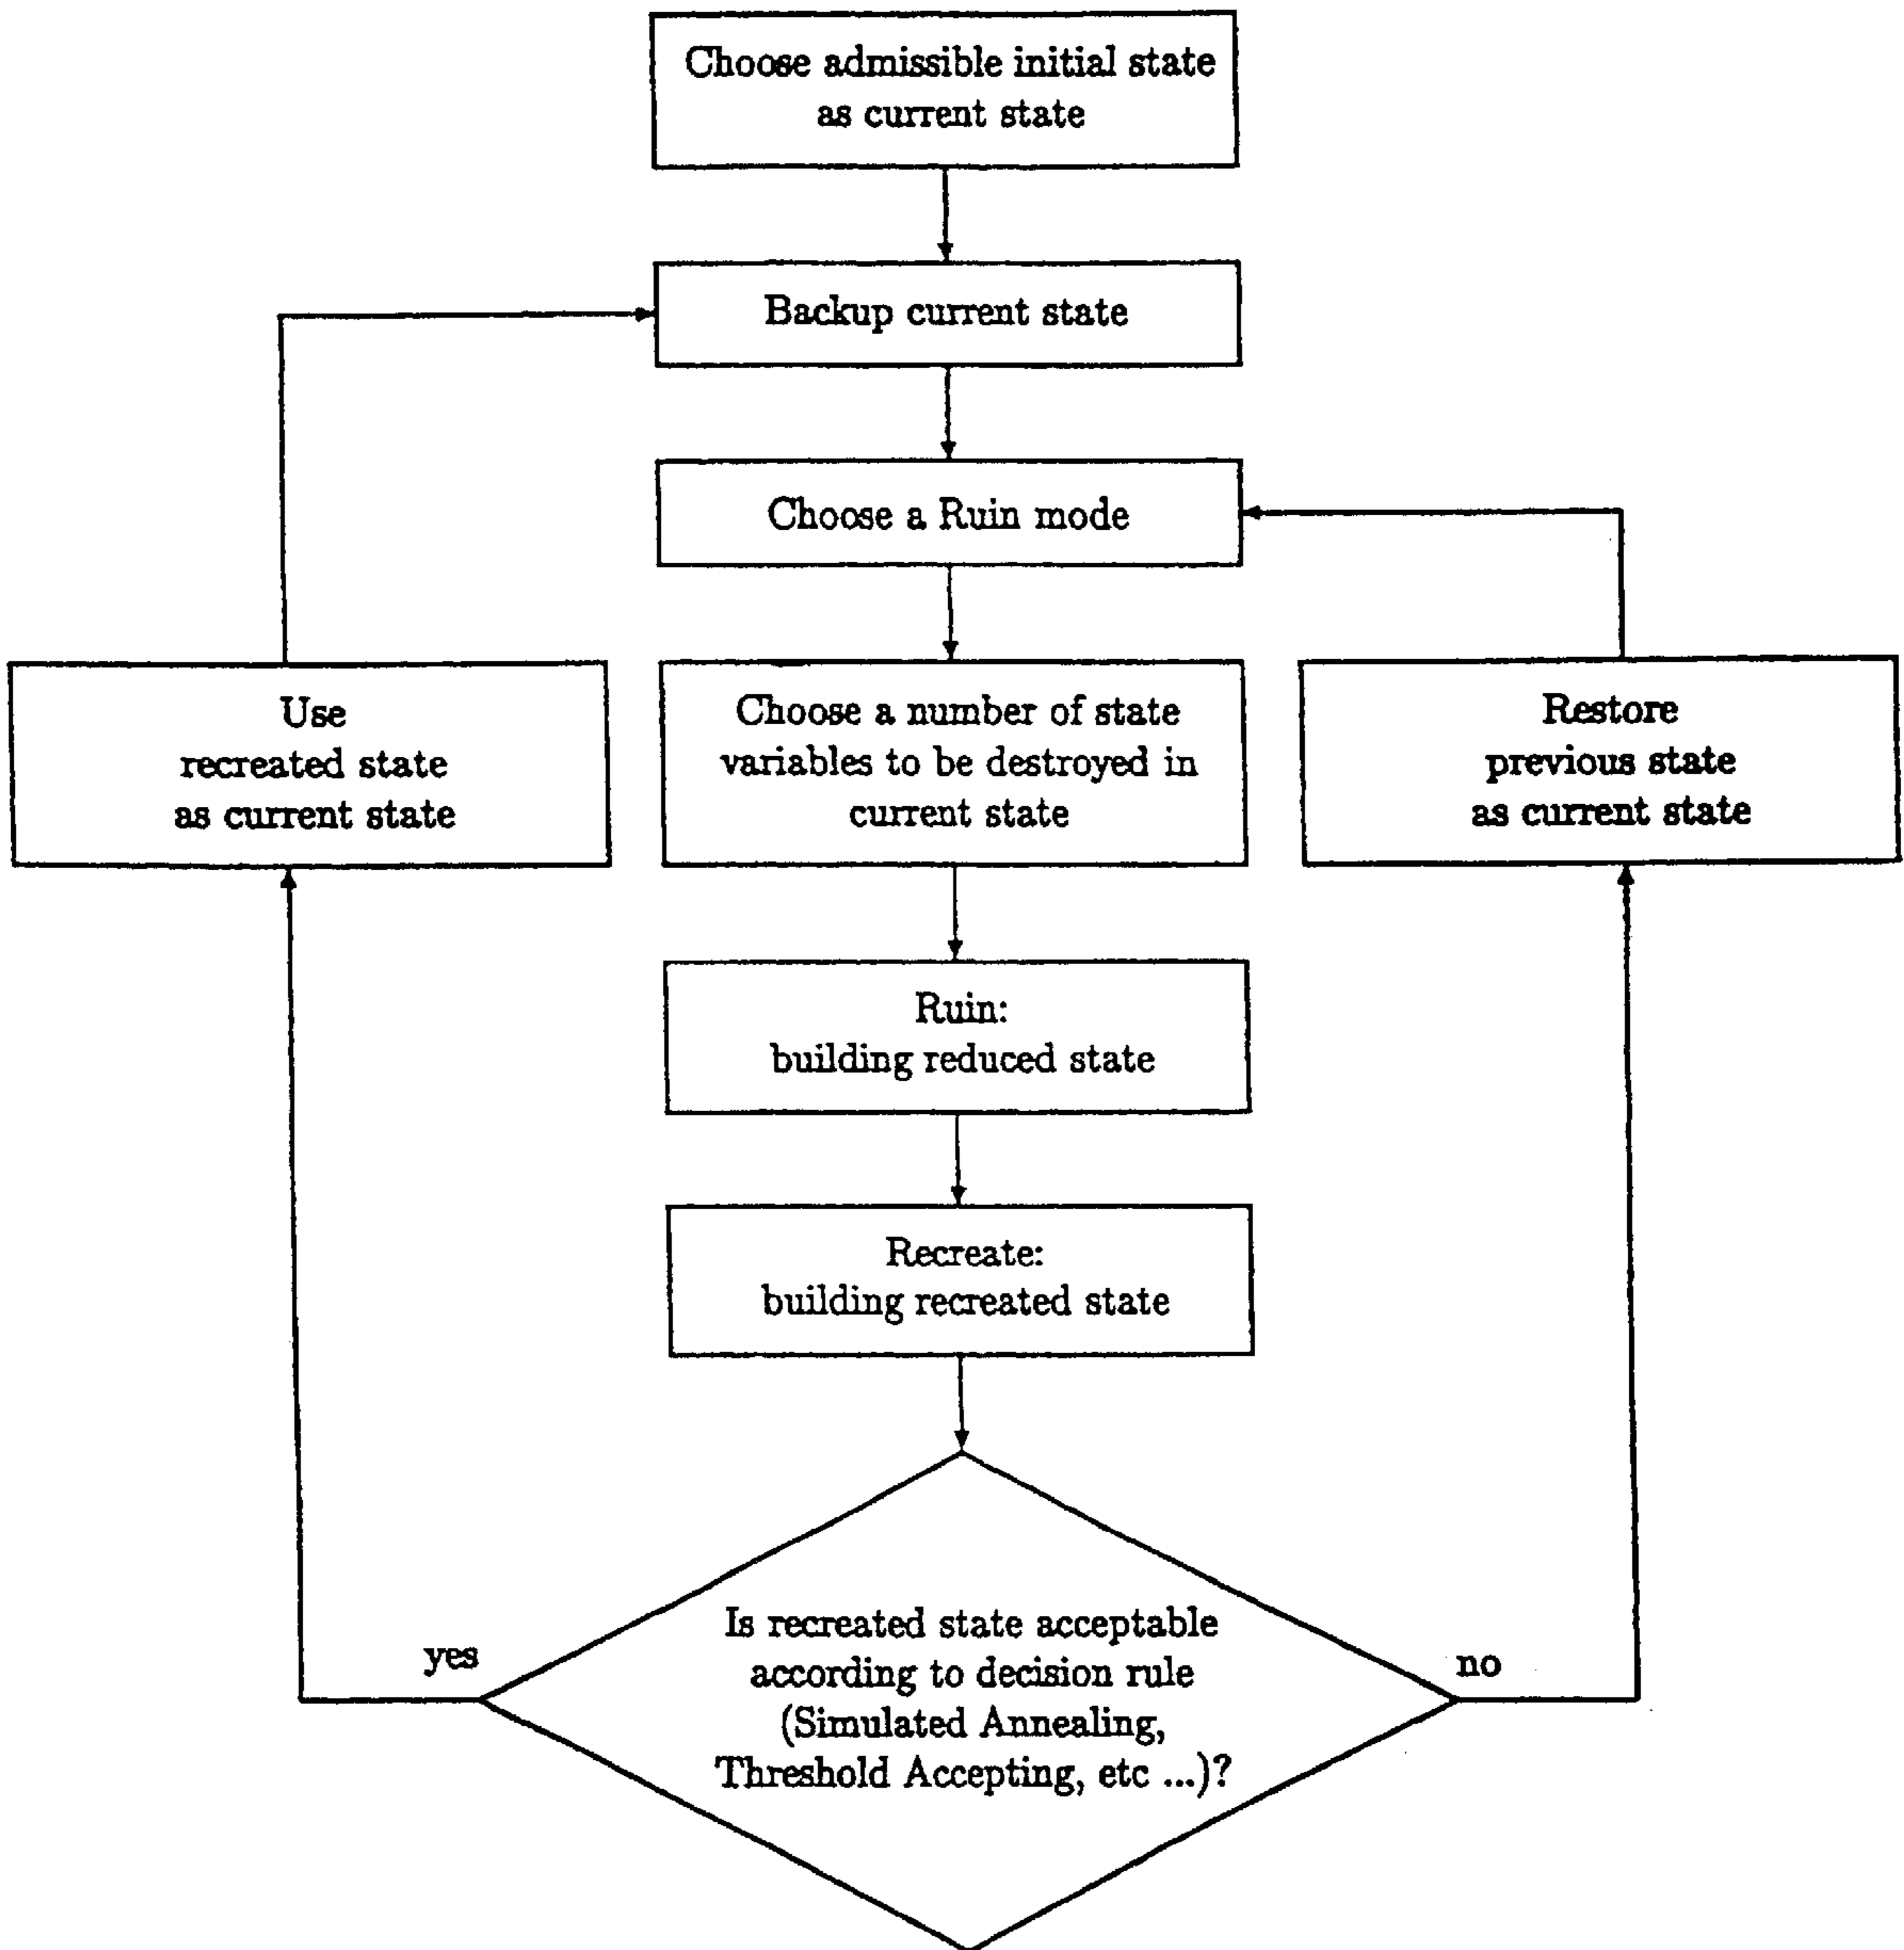 Choose admissible initial state
as current state
Backup current state
Choose a Ruin mode
Use
recreated state
as current state
Choose a number of state
variables to be destroyed in
current state
Restore
previous state
as current state
Ruin:
building reduced state
Recreate:
building recreated state
Is recreated state acceptable
according to decision rule
(Simulated Annealing,
Threshold Accepting, etc ...)?
yes
no